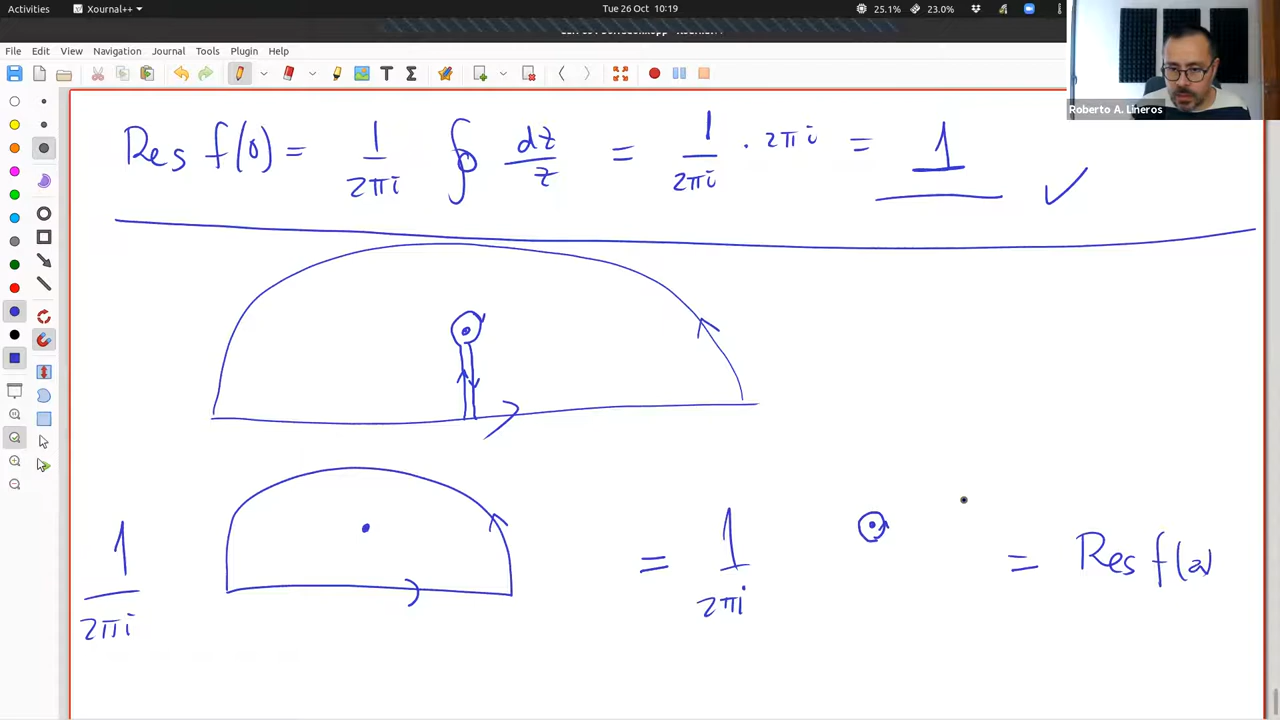 Activities
Xournal++
Tue 26 Oct 10:19
25.1%
23.0%
File Edit View Navigation Journal Tools Plugin Help
Roberto A. Lineros
Res f(0) = 1/2πi ∮ dz/z = 1/2πi · 2πi = 1 ✓
1/2πi = 1/2πi = Res f(a)